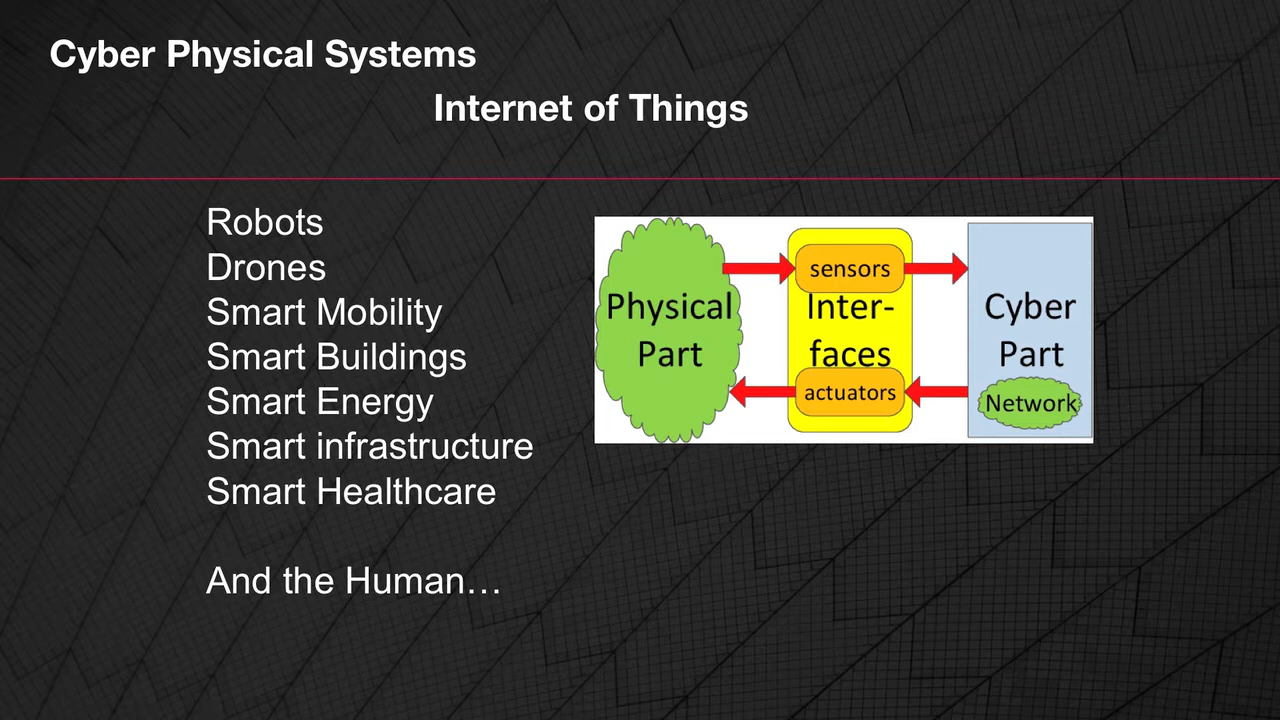 Cyber Physical Systems
Internet of Things
Robots
Drones
Smart Mobility
Smart Buildings
Smart Energy
Smart infrastructure
Smart Healthcare
And the Human…
Physical
Part
sensors
Inter-
faces
actuators
Cyber
Part
Network